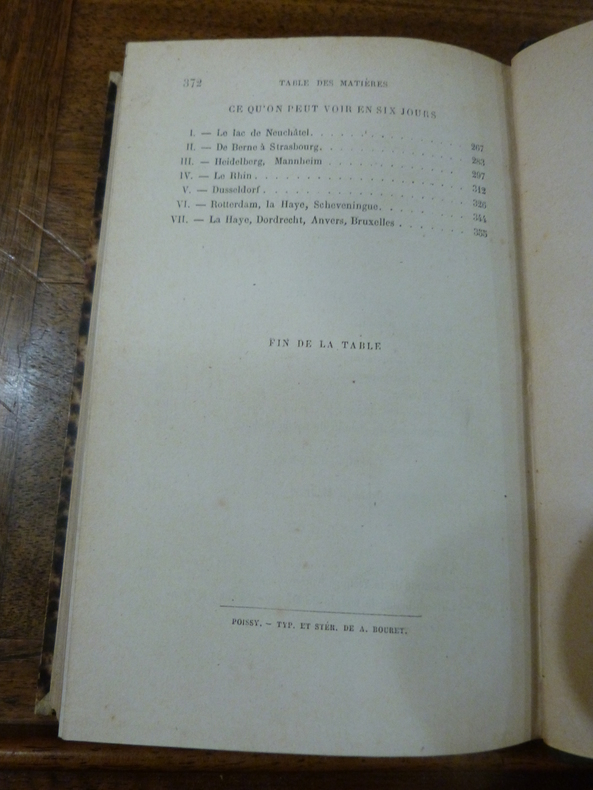 372 TABLE DES MATIÈRES
CE QU'ON PEUT VOIR EN SIX JOURS
I. — Le lac de Neuchâtel. . . . . . . . . . 267
II. — De Berne à Strasbourg. . . . . . . . . . 283
III. — Heidelberg, Mannheim . . . . . . . . . . 297
IV. — Le Rhin. . . . . . . . . . . . . . . 312
V. — Dusseldorf. . . . . . . . . . . . . . 326
VI. — Rotterdam, la Haye, Scheveningue. . . . . . 344
VII. — La Haye, Dordrecht, Anvers, Bruxelles . . . . . 355
FIN DE LA TABLE
POISSY. — TYP. ET STÉR. DE A. BOURET.